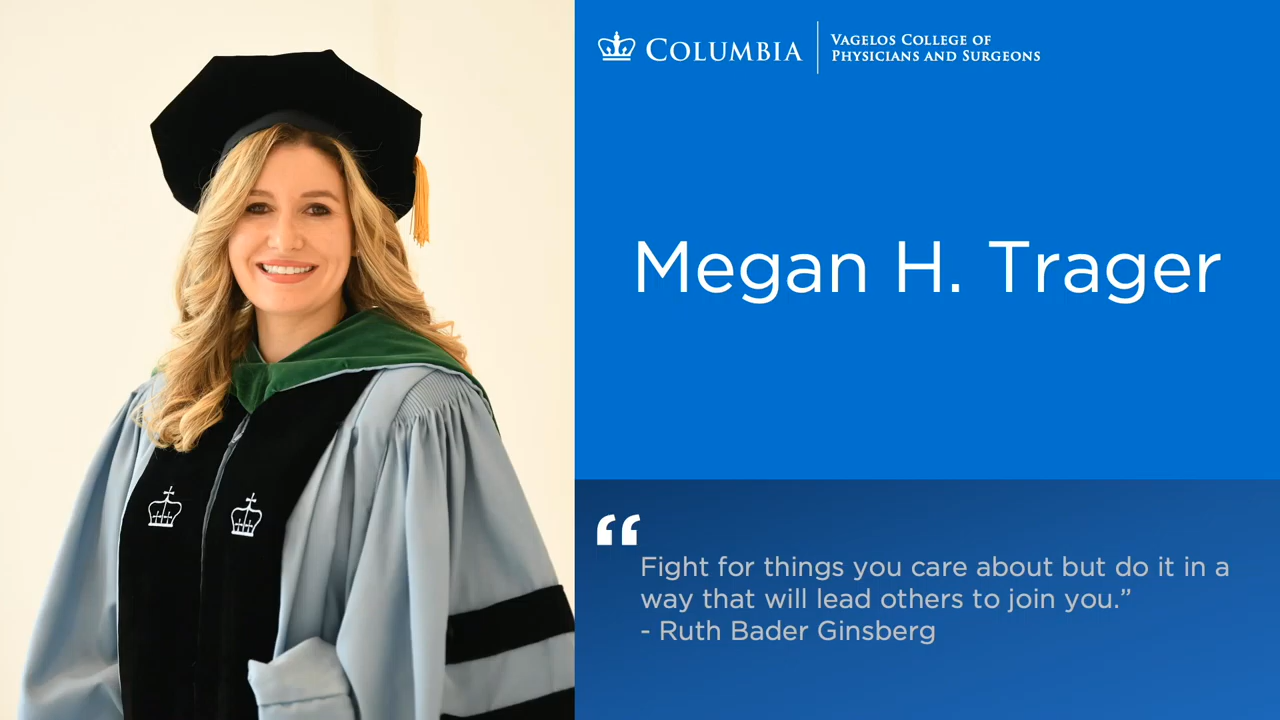 COLUMBIA
VAGELOS COLLEGE OF
PHYSICIANS AND SURGEONS
Megan H. Trager
“
Fight for things you care about but do it in a
way that will lead others to join you.”
- Ruth Bader Ginsberg